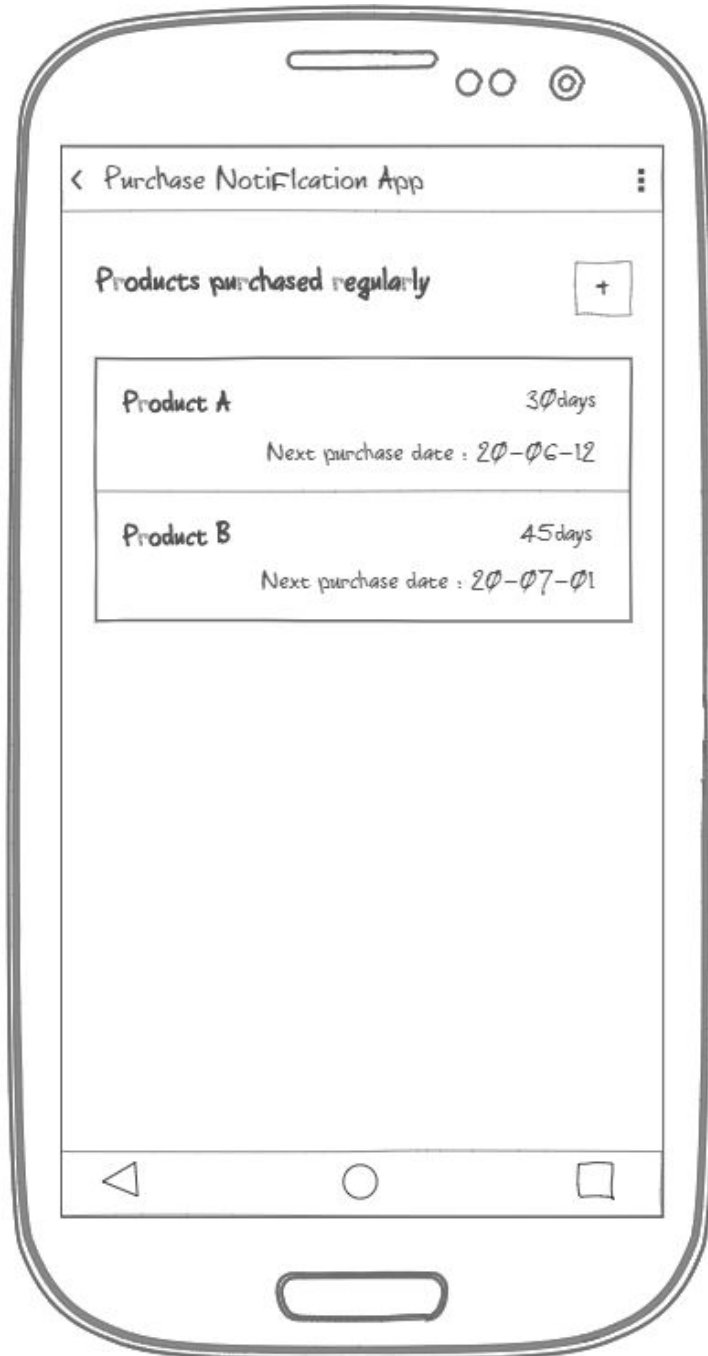 < Purchase Notification App
Products purchased regularly
+
Product A 30days
Next purchase date : 20-06-12
Product B 45days
Next purchase date : 20-07-01